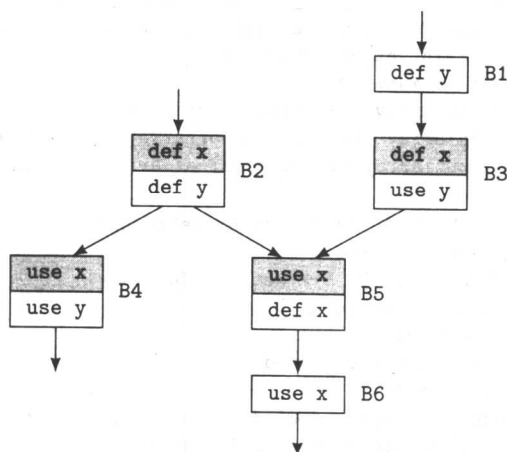 def y B1
def x
def y B2
def x
use y B3
use x
use y B4
use x
def x B5
use x B6